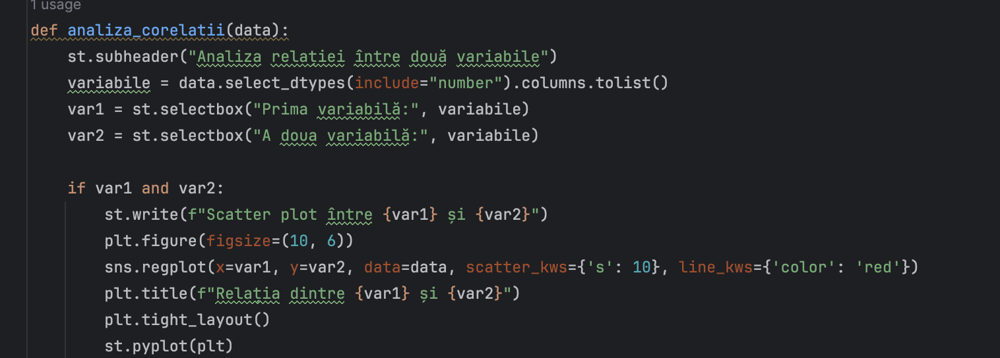 1 usage
def analiza_corelatii(data):
st.subheader("Analiza relației între două variabile")
variabile = data.select_dtypes(include="number").columns.tolist()
var1 = st.selectbox("Prima variabilă:", variabile)
var2 = st.selectbox("A doua variabilă:", variabile)
if var1 and var2:
st.write(f"Scatter plot între {var1} și {var2}")
plt.figure(figsize=(10, 6))
sns.regplot(x=var1, y=var2, data=data, scatter_kws={'s': 10}, line_kws={'color': 'red'})
plt.title(f"Relația dintre {var1} și {var2}")
plt.tight_layout()
st.pyplot(plt)